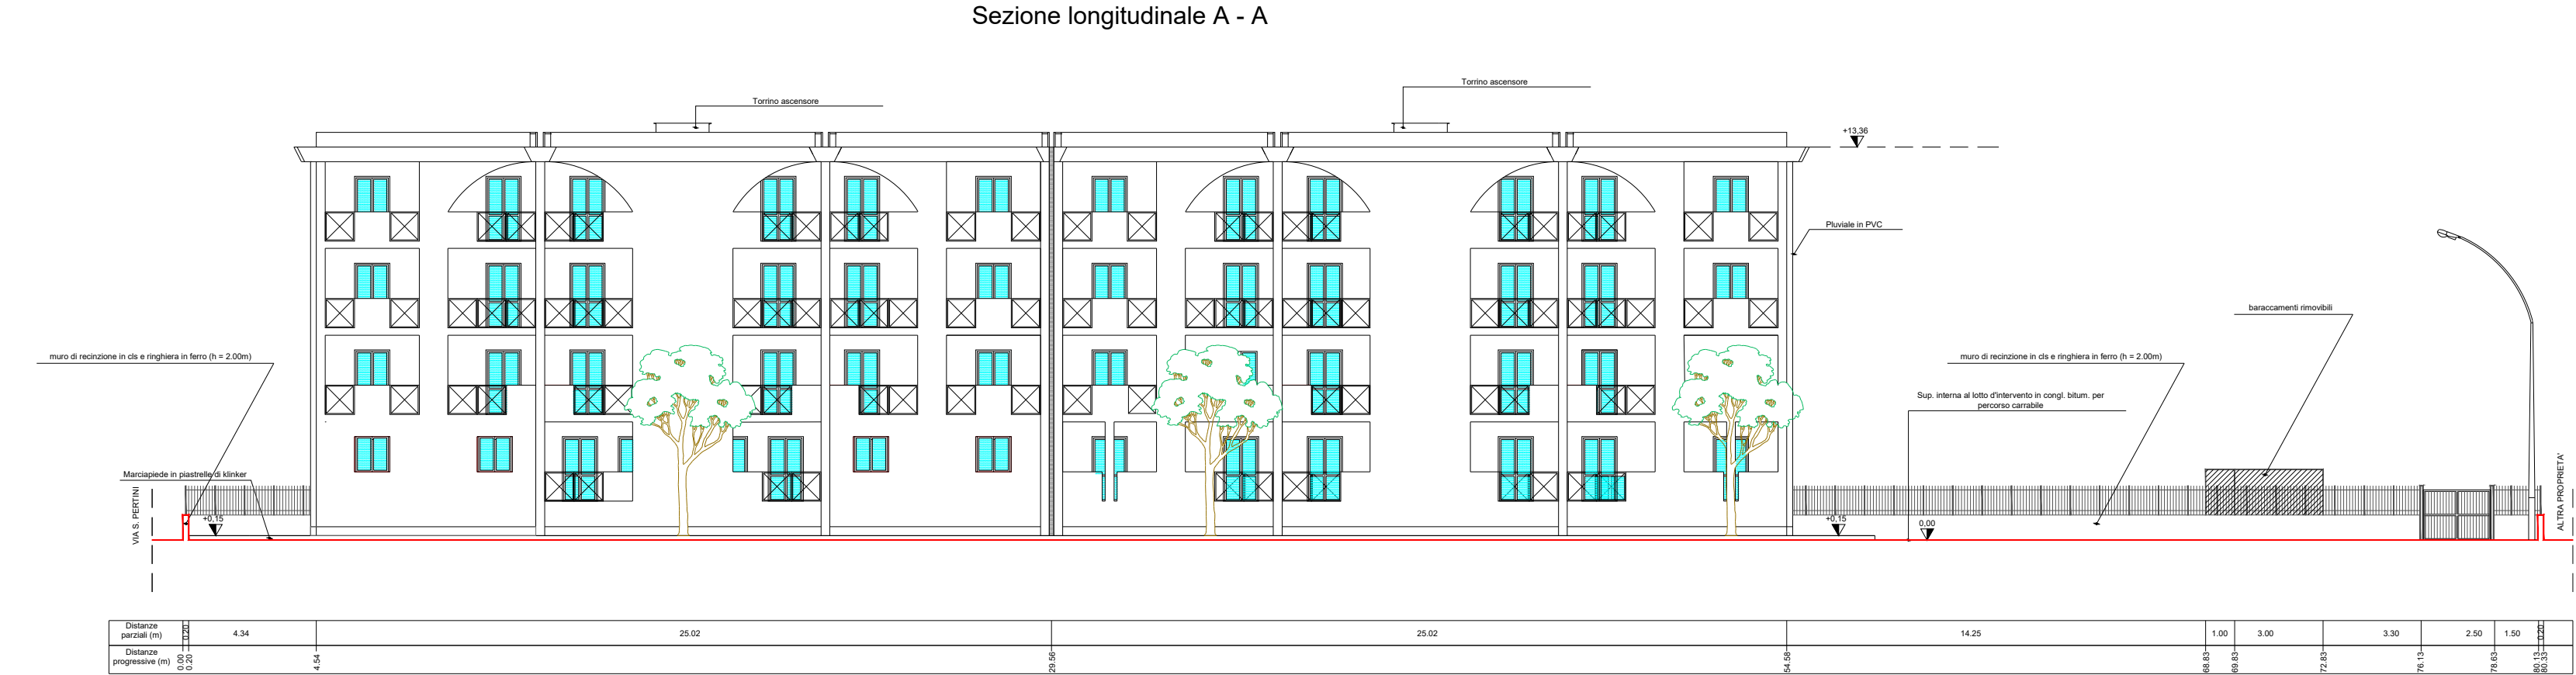 Sezione longitudinale A - A
Torrino ascensore
Torrino ascensore
+13,36
Pluviale in PVC
baraccamenti rimovibili
muro di recinzione in cls e ringhiera in ferro (h = 2.00m)
muro di recinzione in cls e ringhiera in ferro (h = 2.00m)
Sup. interna al lotto d'intervento in congl. bitum. per
percorso carrabile
Marciapiede in piastrelle di klinker
VIA S. PERTINI
+0,15
+0,15
0,00
ALTRA PROPRIETA'
Distanze
parziali (m)
0.20
4.34
25.02
25.02
14.25
1.00
3.00
3.30
2.50
1.50
0.20
Distanze
progressive (m)
0.00
0.20
4.54
29.56
54.58
68.83
69.83
72.83
76.13
78.63
80.13
80.33